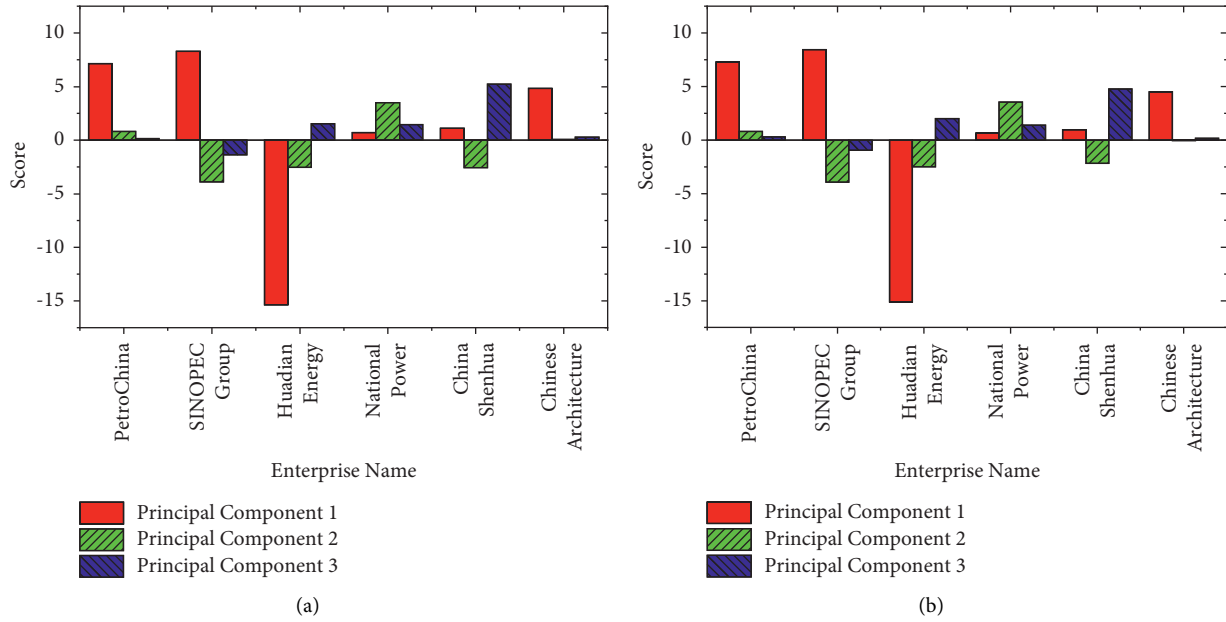 10
5
0
-5
-10
-15
Score
PetroChina
SINOPEC
Group
Huadian
Energy
National
Power
China
Shenhua
Chinese
Architecture
Enterprise Name
Principal Component 1
Principal Component 2
Principal Component 3
(a)
10
5
0
-5
-10
-15
Score
PetroChina
SINOPEC
Group
Huadian
Energy
National
Power
China
Shenhua
Chinese
Architecture
Enterprise Name
Principal Component 1
Principal Component 2
Principal Component 3
(b)